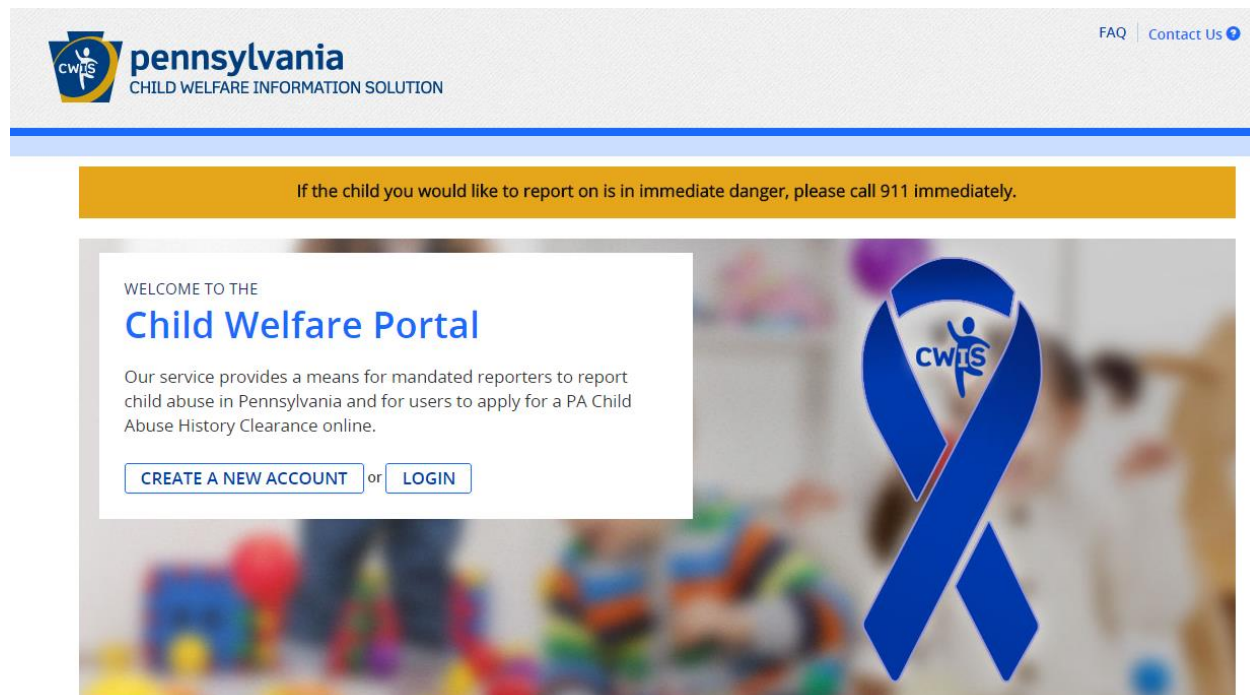 FAQ
Contact Us
CWIS
pennsylvania
CHILD WELFARE INFORMATION SOLUTION
If the child you would like to report on is in immediate danger, please call 911 immediately.
WELCOME TO THE
Child Welfare Portal
Our service provides a means for mandated reporters to report
child abuse in Pennsylvania and for users to apply for a PA Child
Abuse History Clearance online.
CREATE A NEW ACCOUNT or LOGIN
CWIS